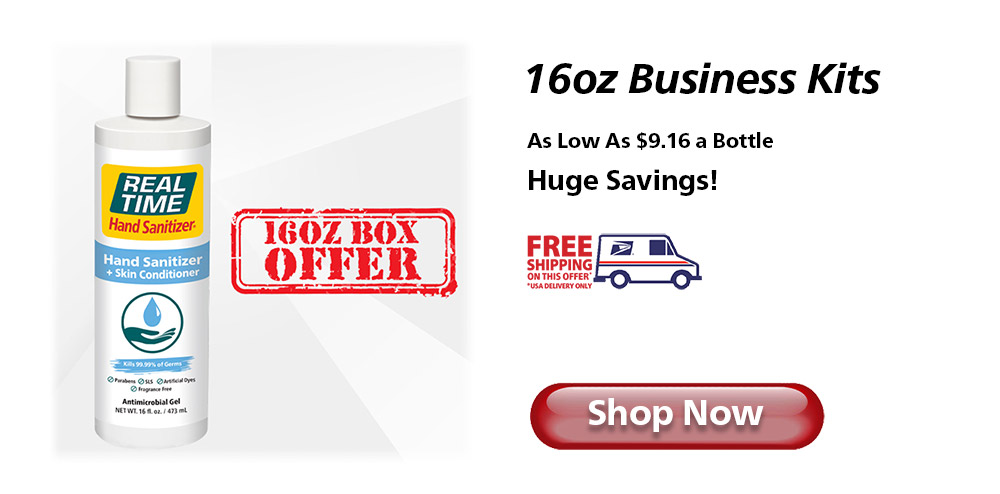 REAL
TIME
Hand Sanitizer
Hand Sanitizer
+ Skin Conditioner
Kills 99.99% of Germs
Parabens SLS Artificial Dyes
Fragrance Free
Antimicrobial Gel
NET WT. 16 fl. oz. / 473 mL
16OZ BOX
OFFER
16oz Business Kits
As Low As $9.16 a Bottle
Huge Savings!
FREE
SHIPPING
ON THIS OFFER*
*USA DELIVERY ONLY
Shop Now